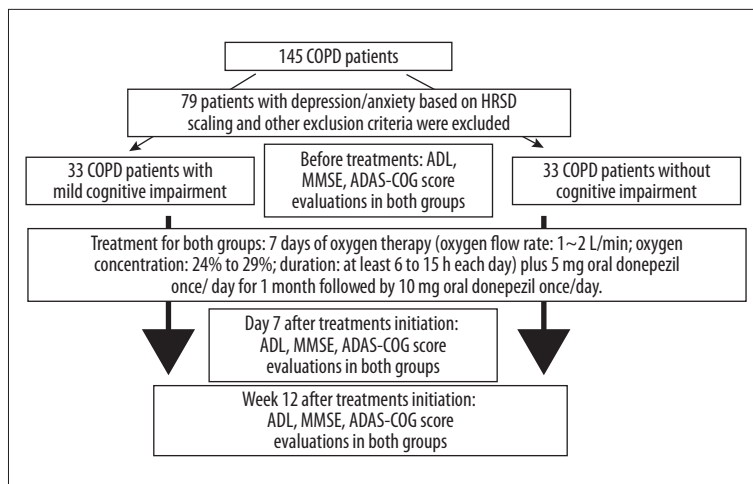 145 COPD patients
79 patients with depression/anxiety based on HRSD
scaling and other exclusion criteria were excluded
33 COPD patients with
mild cognitive impairment
Before treatments: ADL,
MMSE, ADAS-COG score
evaluations in both groups
33 COPD patients without
cognitive impairment
Treatment for both groups: 7 days of oxygen therapy (oxygen flow rate: 1~2 L/min; oxygen
concentration: 24% to 29%; duration: at least 6 to 15 h each day) plus 5 mg oral donepezil
once/ day for 1 month followed by 10 mg oral donepezil once/day.
Day 7 after treatments initiation:
ADL, MMSE, ADAS-COG score
evaluations in both groups
Week 12 after treatments initiation:
ADL, MMSE, ADAS-COG score
evaluations in both groups